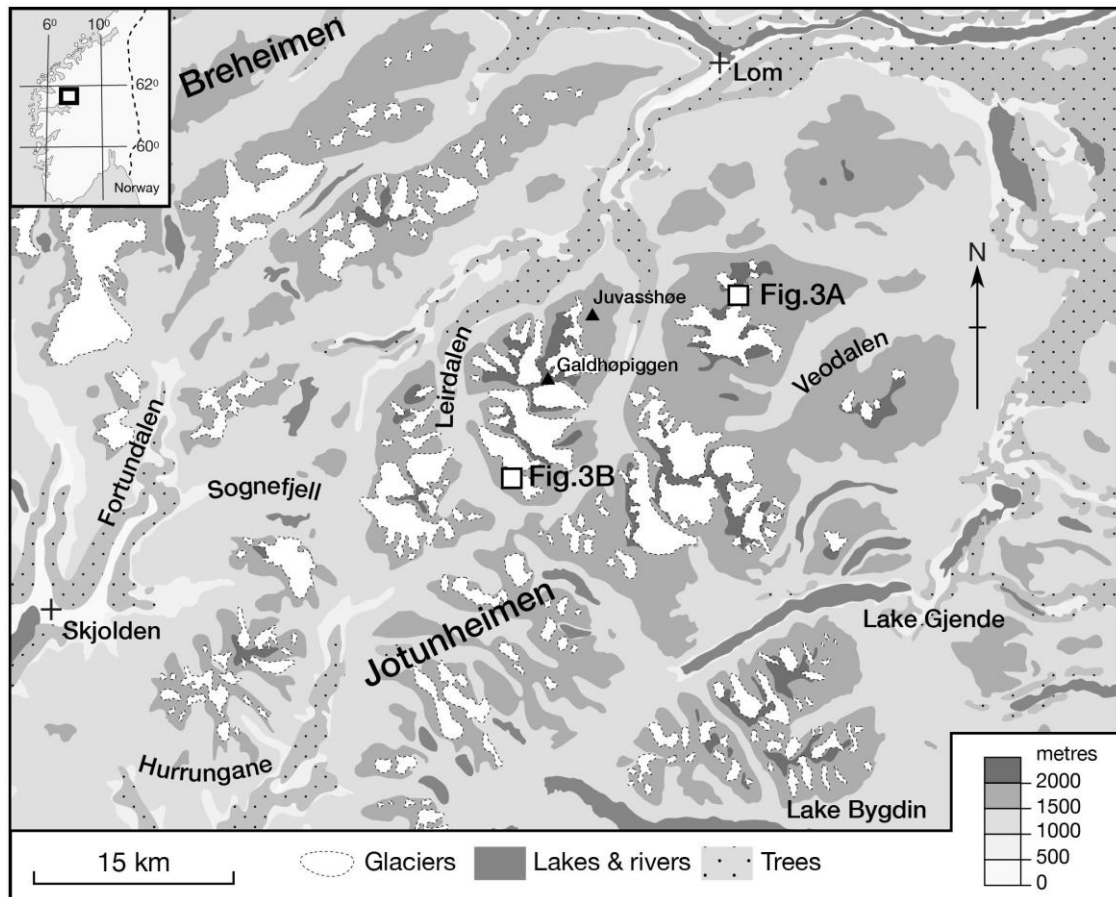 6⁰ 10⁰
62⁰
60⁰
Norway
Breheimen
Lom
N
Juvasshøe
Fig.3A
Galdhøpiggen
Veodalen
Leirdalen
Fortundalen
Fig.3B
Sognefjell
Skjolden
Jotunheimen
Lake Gjende
Hurrungane
Lake Bygdin
metres
2000
1500
1000
500
0
15 km
Glaciers
Lakes & rivers
Trees